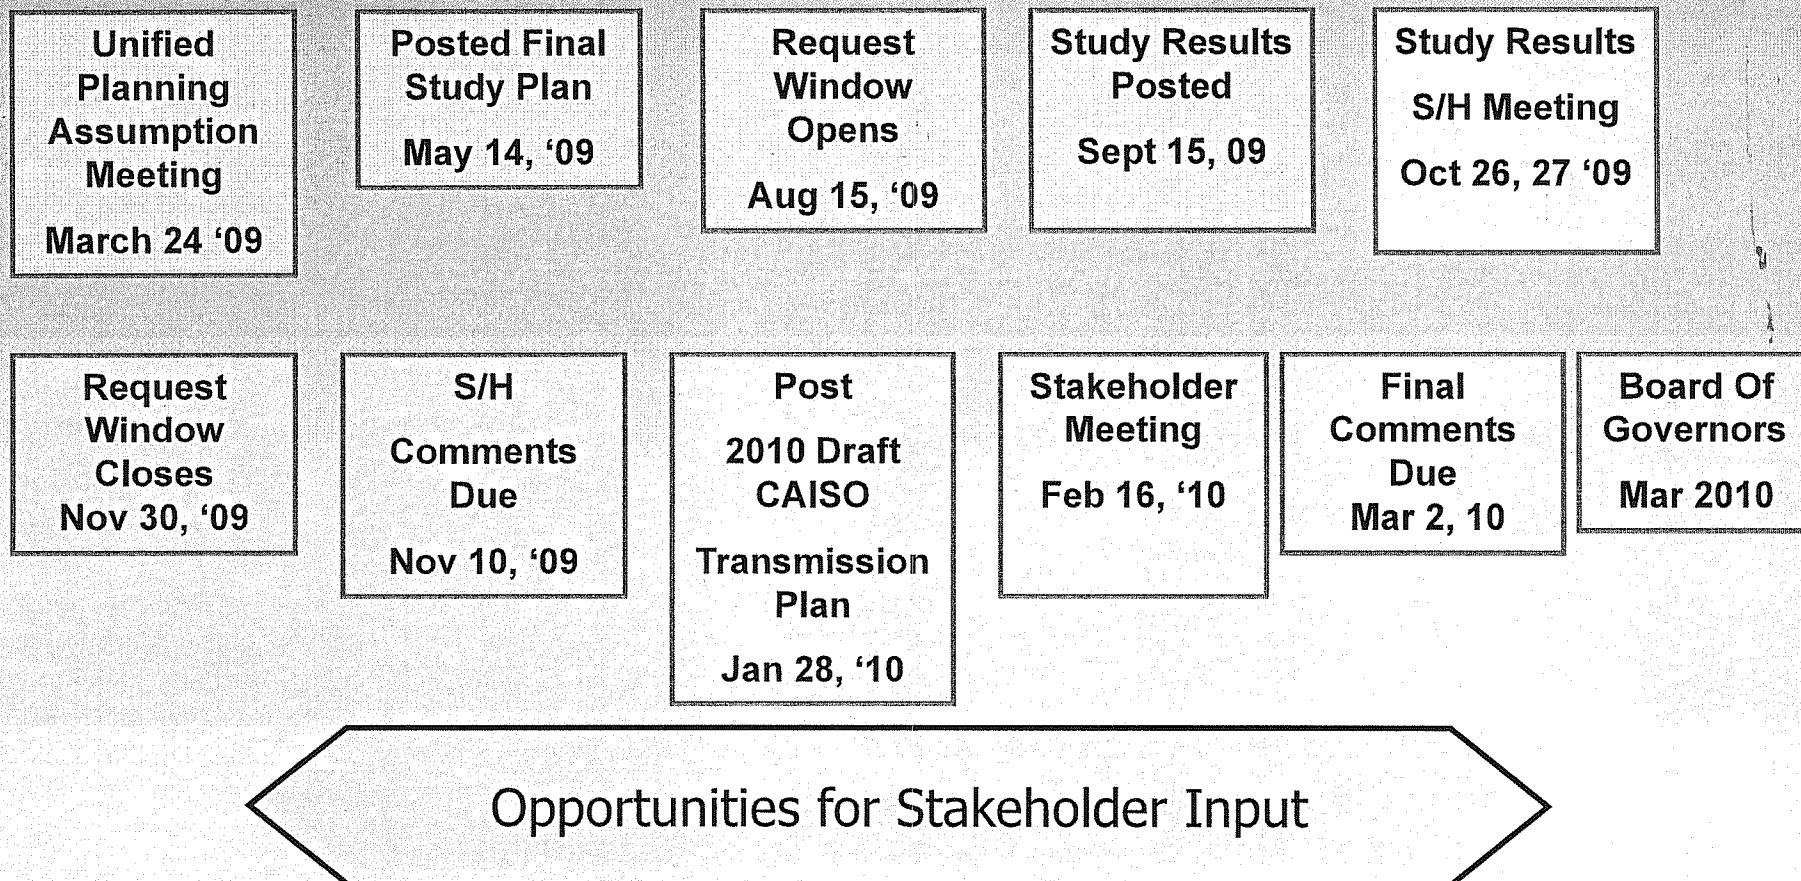 Unified
Planning
Assumption
Meeting
March 24 ‘09
Posted Final
Study Plan
May 14, ‘09
Request
Window
Opens
Aug 15, ‘09
Study Results
Posted
Sept 15, 09
Study Results
S/H Meeting
Oct 26, 27 ‘09
Request
Window
Closes
Nov 30, ‘09
S/H
Comments
Due
Nov 10, ‘09
Post
2010 Draft
CAISO
Transmission
Plan
Jan 28, ‘10
Stakeholder
Meeting
Feb 16, ‘10
Final
Comments
Due
Mar 2, 10
Board Of
Governors
Mar 2010
Opportunities for Stakeholder Input